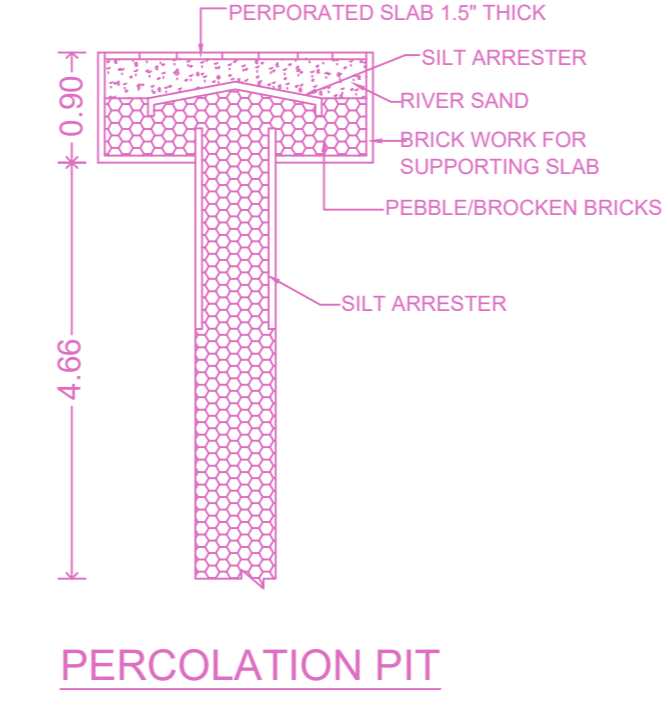 PERPORATED SLAB 1.5" THICK
SILT ARRESTER
RIVER SAND
BRICK WORK FOR
SUPPORTING SLAB
PEBBLE/BROCKEN BRICKS
SILT ARRESTER
0.90
4.66
PERCOLATION PIT